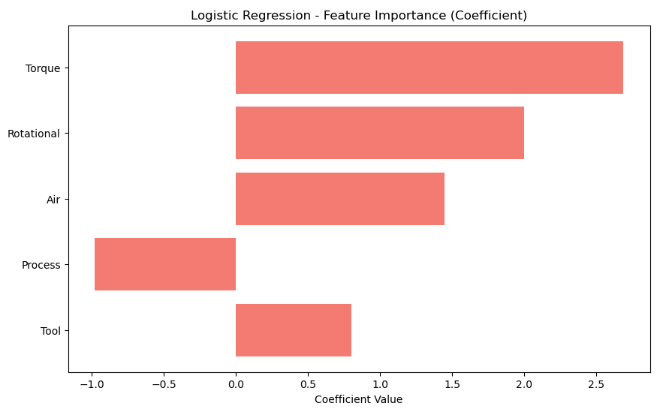 Logistic Regression - Feature Importance (Coefficient)
Torque
Rotational
Air
Process
Tool
−1.0 −0.5 0.0 0.5 1.0 1.5 2.0 2.5
Coefficient Value